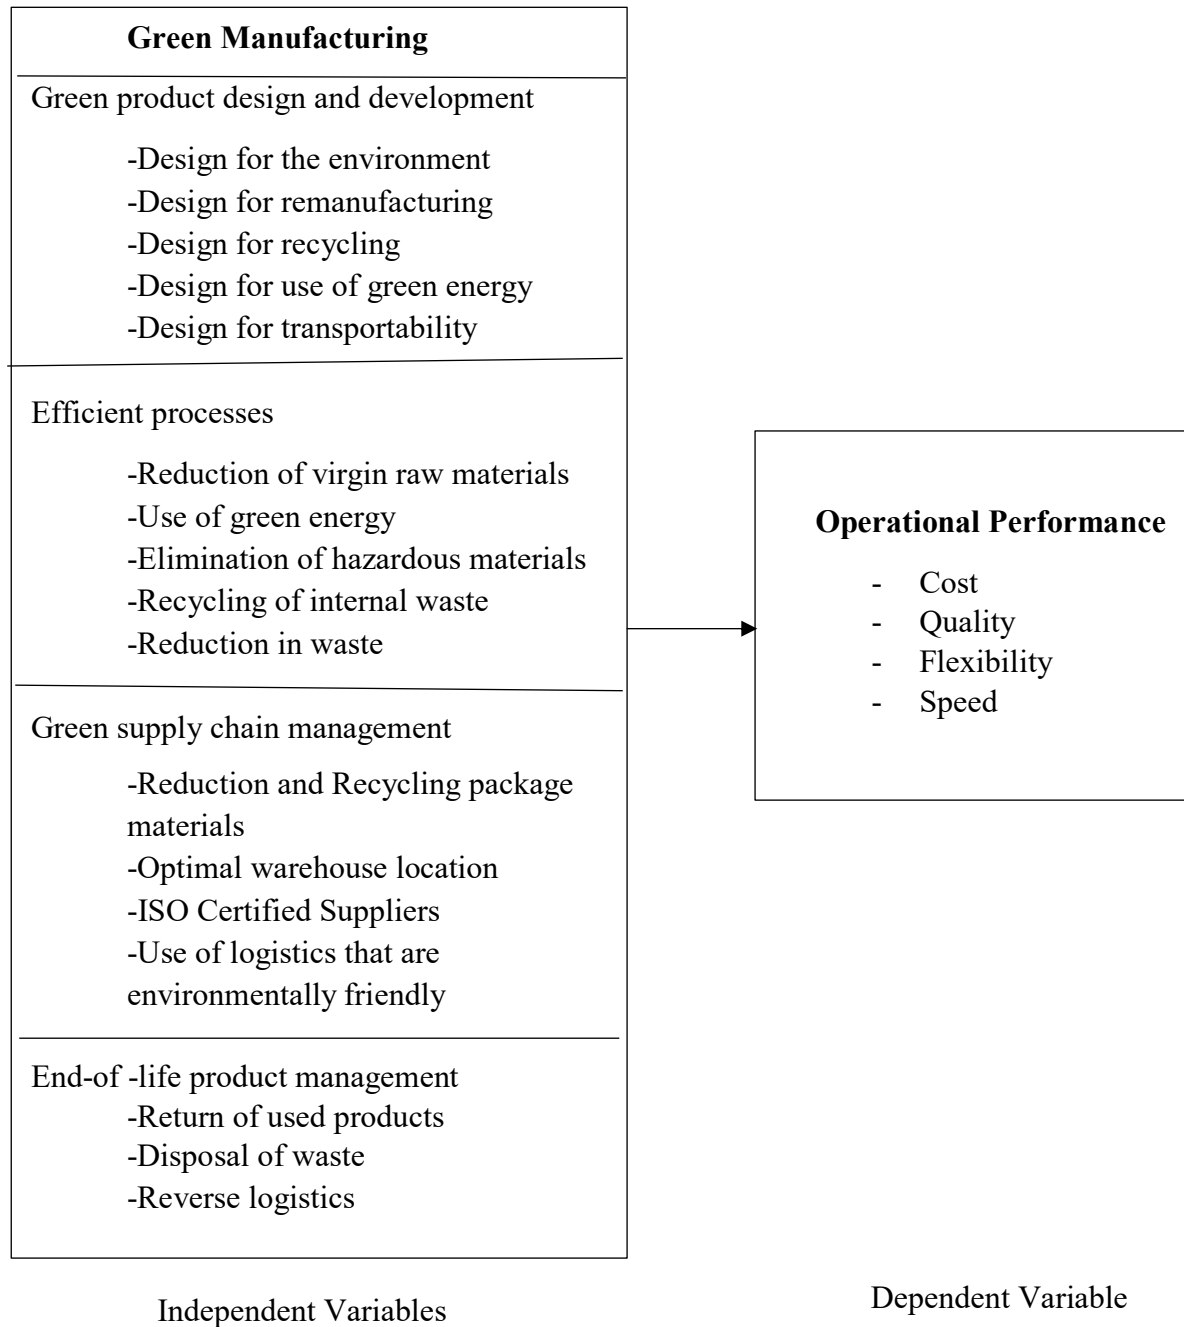 Green Manufacturing
Green product design and development
-Design for the environment
-Design for remanufacturing
-Design for recycling
-Design for use of green energy
-Design for transportability
Efficient processes
-Reduction of virgin raw materials
-Use of green energy
-Elimination of hazardous materials
-Recycling of internal waste
-Reduction in waste
Green supply chain management
-Reduction and Recycling package
materials
-Optimal warehouse location
-ISO Certified Suppliers
-Use of logistics that are
environmentally friendly
End-of -life product management
-Return of used products
-Disposal of waste
-Reverse logistics
Independent Variables
Operational Performance
- Cost
- Quality
- Flexibility
- Speed
Dependent Variable